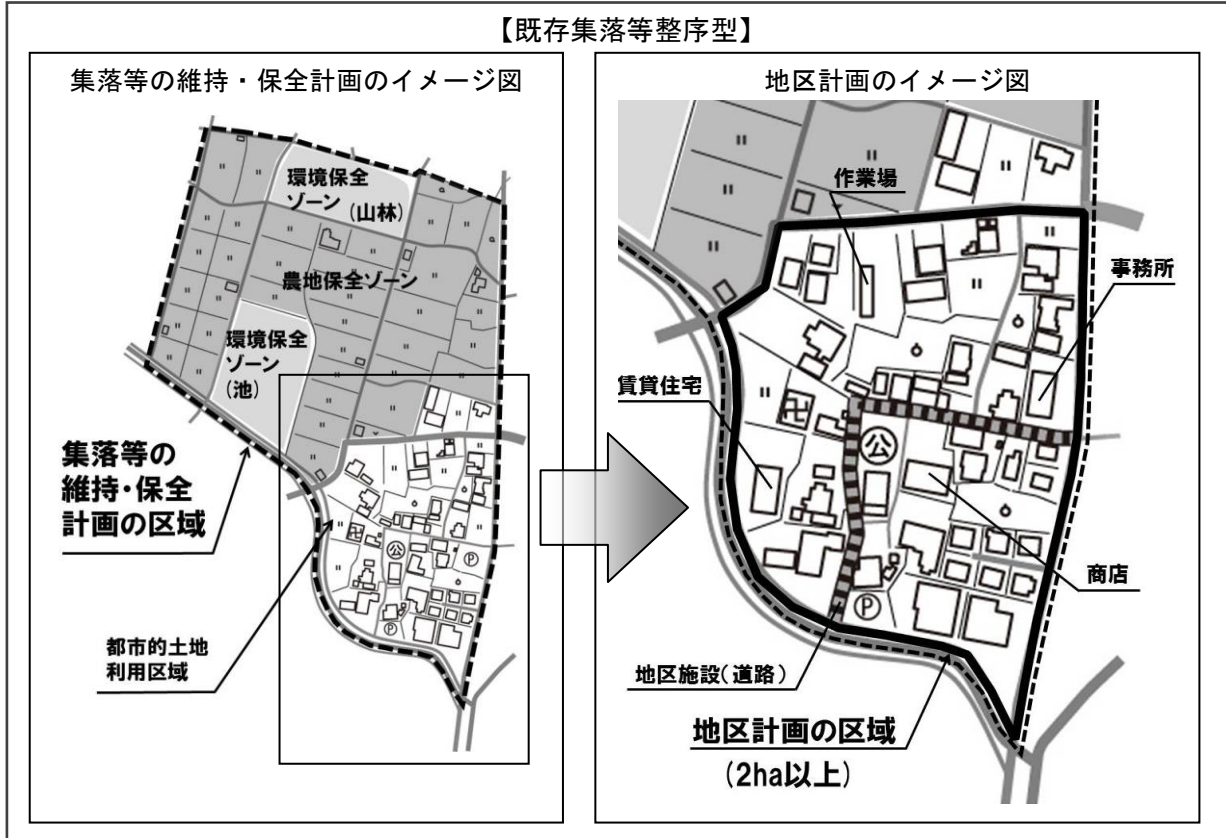 【既存集落等整序型】
集落等の維持・保全計画のイメージ図
環境保全
ゾーン(山林)
農地保全ゾーン
環境保全
ゾーン
(池)
集落等の
維持・保全
計画の区域
都市的土地
利用区域
公
P
P
地区計画のイメージ図
作業場
事務所
賃貸住宅
公
商店
P
地区施設(道路)
地区計画の区域
(2ha以上)